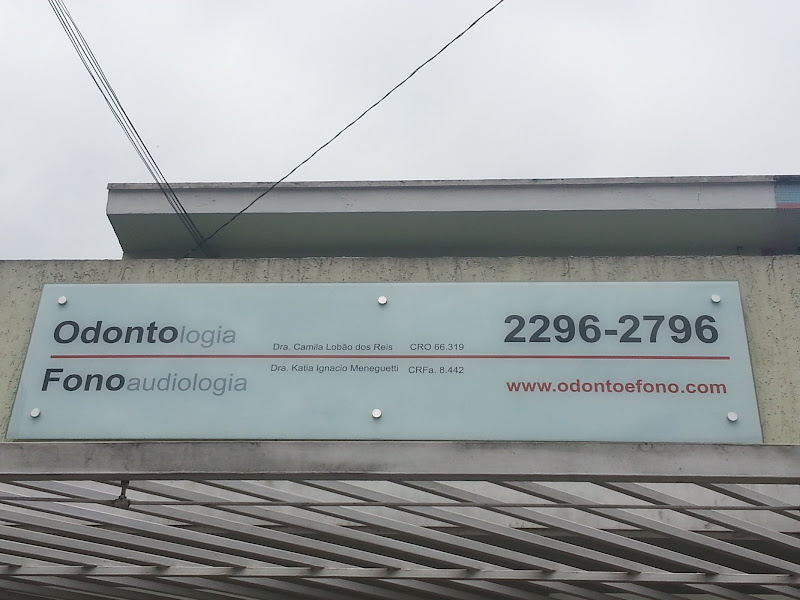 Odontologia
Dra. Camila Lobão dos Reis CRO 66.319
2296-2796
Fonoaudiologia
Dra. Katia Ignacio Meneguetti CRFa. 8.442
www.odontoefono.com